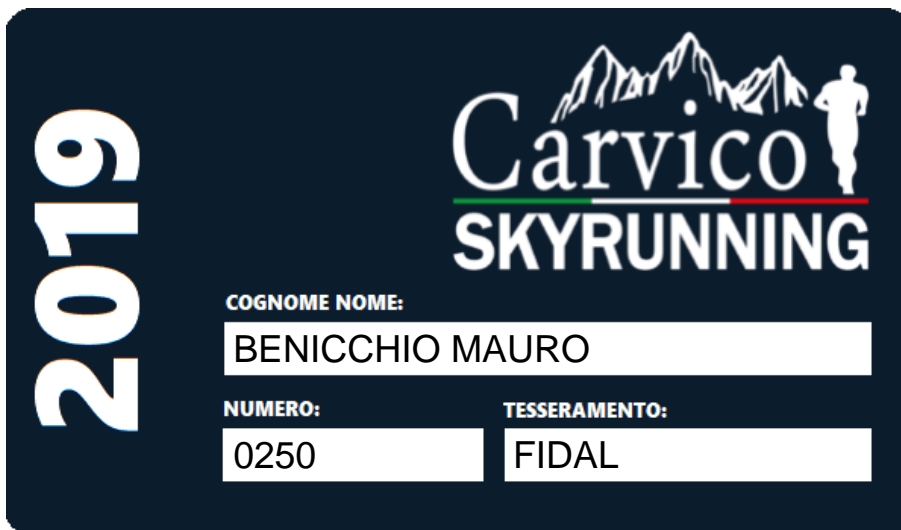 2019
Carvico
SKYRUNNING
COGNOME NOME:
BENICCHIO MAURO
NUMERO:
TESSERAMENTO:
0250
FIDAL